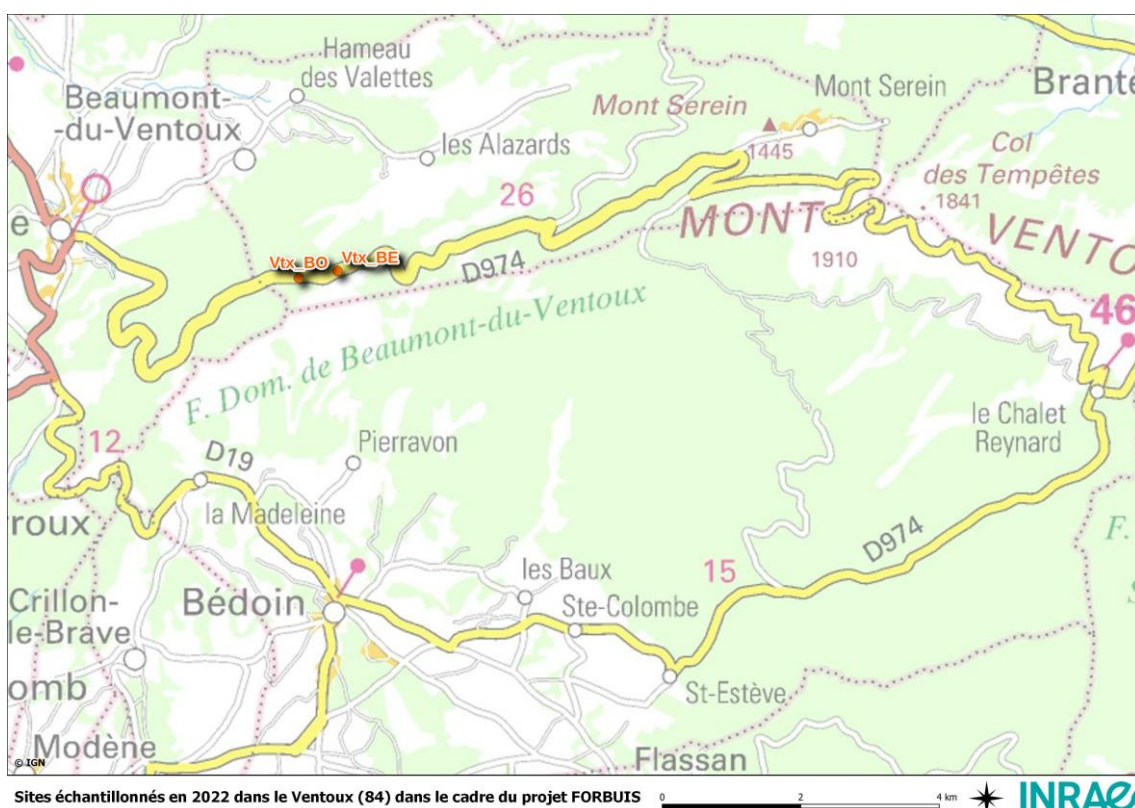 Hameau
des Valettes
Beaumont-
-du-Ventoux
les Alazards
Mont Serein
Mont Serein
1445
Branté
Col
des Tempêtes
1841
26
e
Vtx_BO
Vtx_BE
D974
MONT
VENTO
1910
46
F. Dom. de Beaumont-du-Ventoux
le Chalet
Reynard
12
D19
Pierravon
la Madeleine
roux
D974
F.
15
les Baux
Bédoin
Ste-Colombe
Crillon-
le-Brave
omb
St-Estève
Modène
Flassan
© IGN
Sites échantillonnés en 2022 dans le Ventoux (84) dans le cadre du projet FORBUIS
0 2 4 km
INRAE